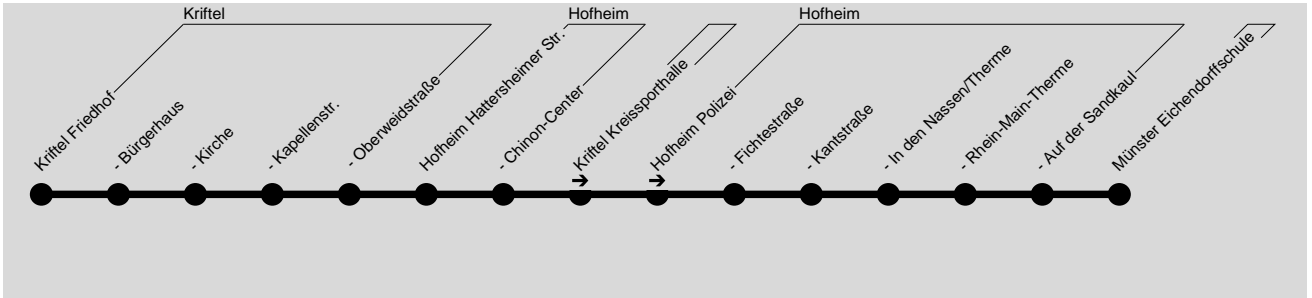 Kriftel
Hofheim
Hofheim
Kriftel Friedhof
- Bürgerhaus
- Kirche
- Kapellenstr.
- Oberweidstraße
Hofheim Hattersheimer Str.
- Chinon-Center
Kriftel Kreissporthalle
Hofheim Polizei
- Fichtestraße
- Kantstraße
- In den Nassen/Therme
- Rhein-Main-Therme
- Auf der Sandkaul
Münster Eichendorffschule